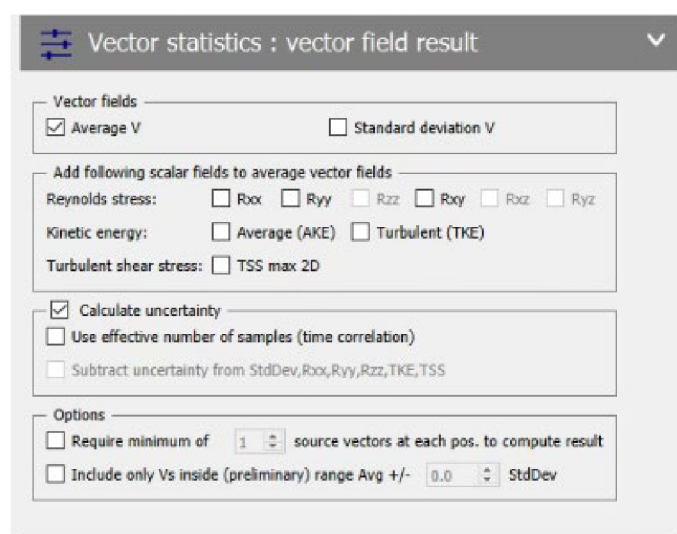 Vector statistics : vector field result
Vector fields
Average V Standard deviation V
Add following scalar fields to average vector fields
Reynolds stress: Rxx Ryy Rzz Rxy Rxz Ryz
Kinetic energy: Average (AKE) Turbulent (TKE)
Turbulent shear stress: TSS max 2D
Calculate uncertainty
Use effective number of samples (time correlation)
Subtract uncertainty from StdDev,Rxx,Ryy,Rzz,TKE,TSS
Options
Require minimum of 1 source vectors at each pos. to compute result
Include only Vs inside (preliminary) range Avg +/- 0.0 StdDev